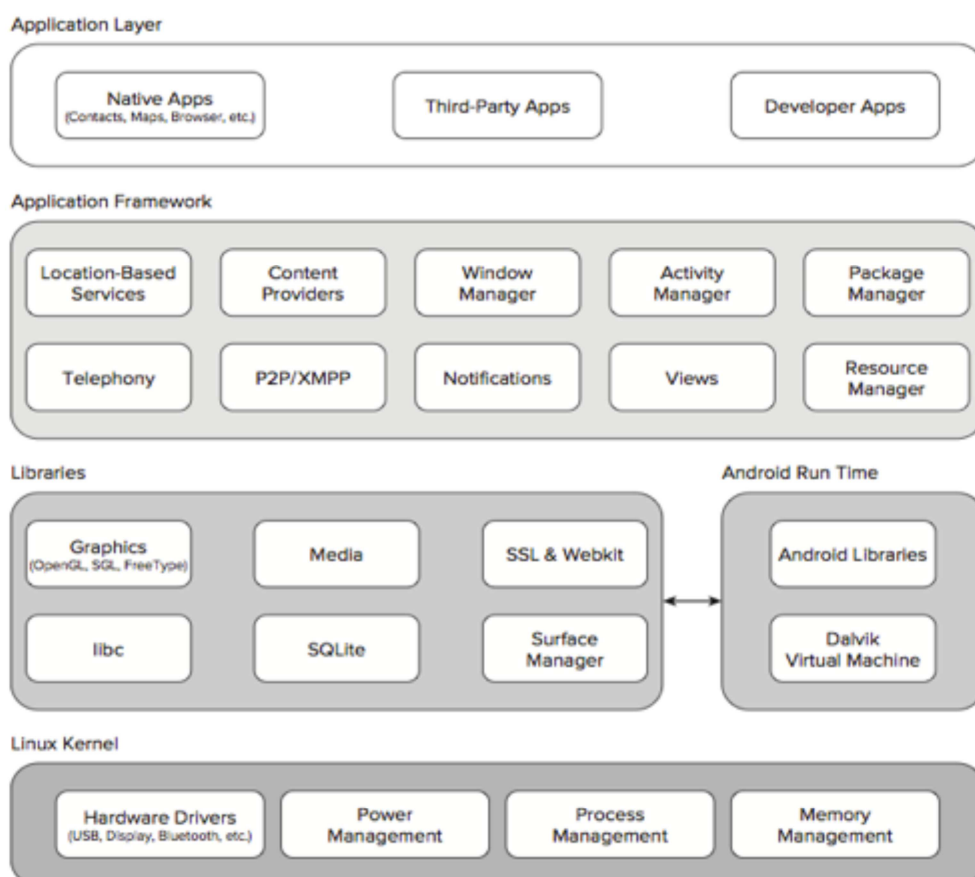 Application Layer
Native Apps
(Contacts, Maps, Browser, etc.)
Third-Party Apps
Developer Apps
Application Framework
Location-Based
Services
Content
Providers
Window
Manager
Activity
Manager
Package
Manager
Telephony
P2P/XMPP
Notifications
Views
Resource
Manager
Libraries
Graphics
(OpenGL, SGL, FreeType)
Media
SSL & Webkit
libc
SQLite
Surface
Manager
Android Run Time
Android Libraries
Dalvik
Virtual Machine
Linux Kernel
Hardware Drivers
(USB, Display, Bluetooth, etc.)
Power
Management
Process
Management
Memory
Management